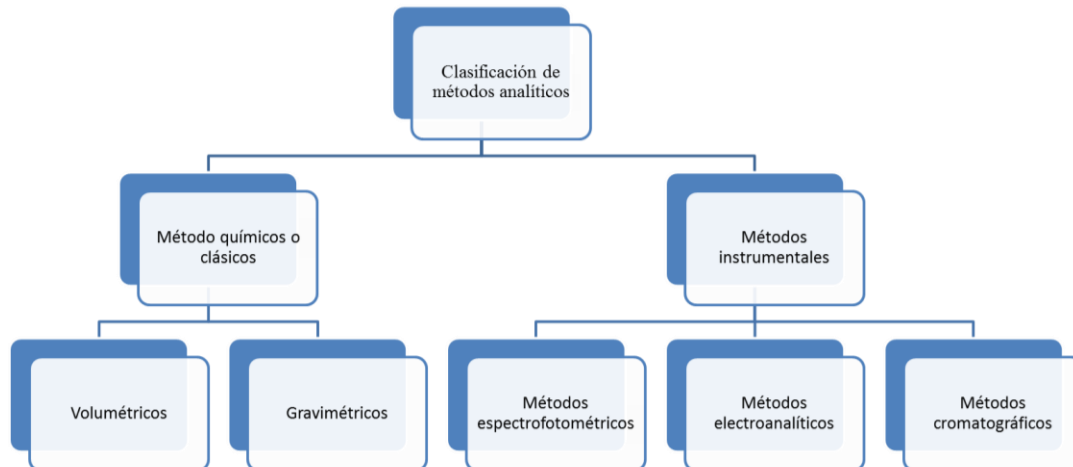 Clasificación de
métodos analíticos
Método químicos o
clásicos
Métodos
instrumentales
Volumétricos
Gravimétricos
Métodos
espectrofotométricos
Métodos
electroanalíticos
Métodos
cromatográficos